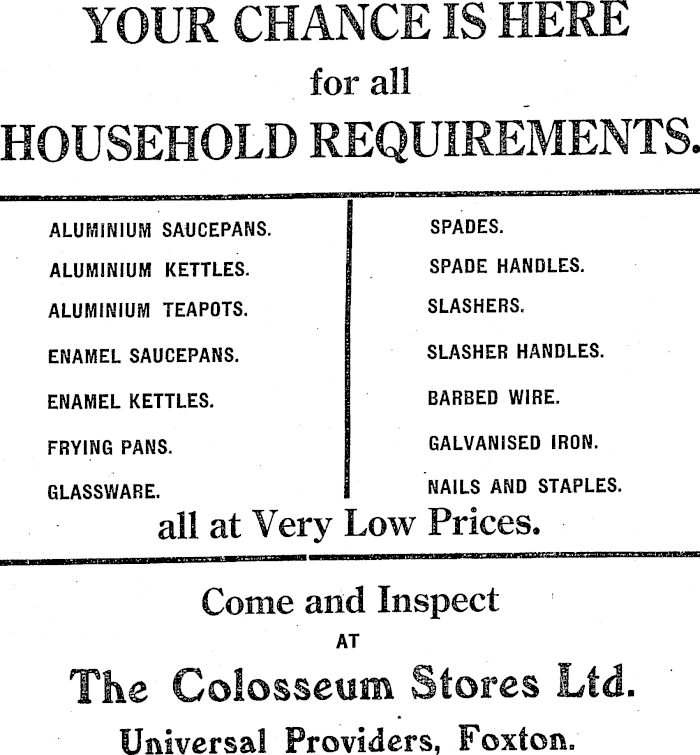 YOUR CHANCE IS HERE
for all
HOUSEHOLD REQUIREMENTS.
ALUMINIUM SAUCEPANS.
ALUMINIUM KETTLES.
ALUMINIUM TEAPOTS.
ENAMEL SAUCEPANS.
ENAMEL KETTLES.
FRYING PANS.
GLASSWARE.
SPADES.
SPADE HANDLES.
SLASHERS.
SLASHER HANDLES.
BARBED WIRE.
GALVANISED IRON.
NAILS AND STAPLES.
all at Very Low Prices.
Come and Inspect
AT
The Colosseum Stores Ltd.
Universal Providers, Foxton.